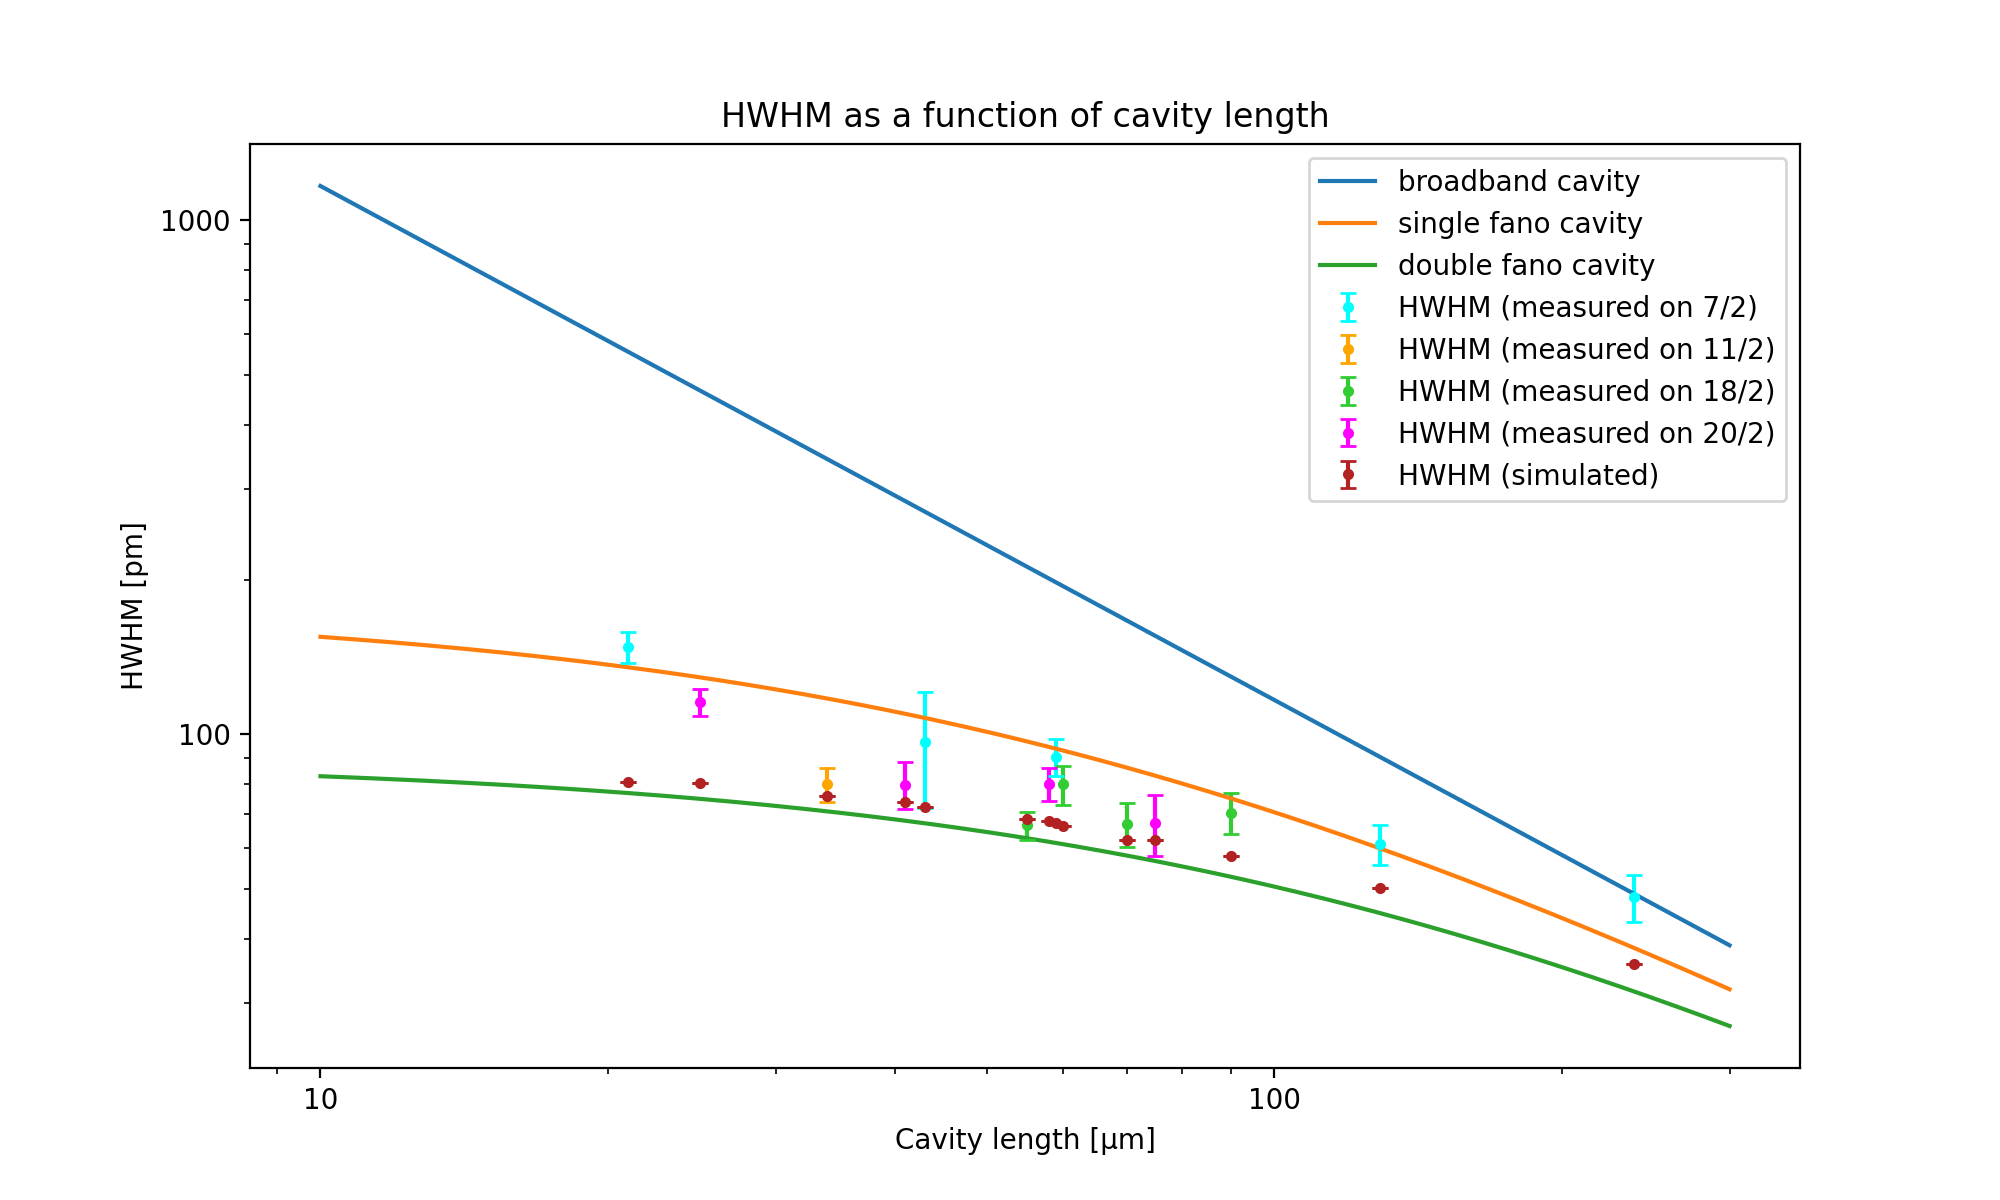 HWHM as a function of cavity length
broadband cavity
single fano cavity
double fano cavity
HWHM (measured on 7/2)
HWHM (measured on 11/2)
HWHM (measured on 18/2)
HWHM (measured on 20/2)
HWHM (simulated)
1000
100
HWHM [pm]
10
100
Cavity length [µm]